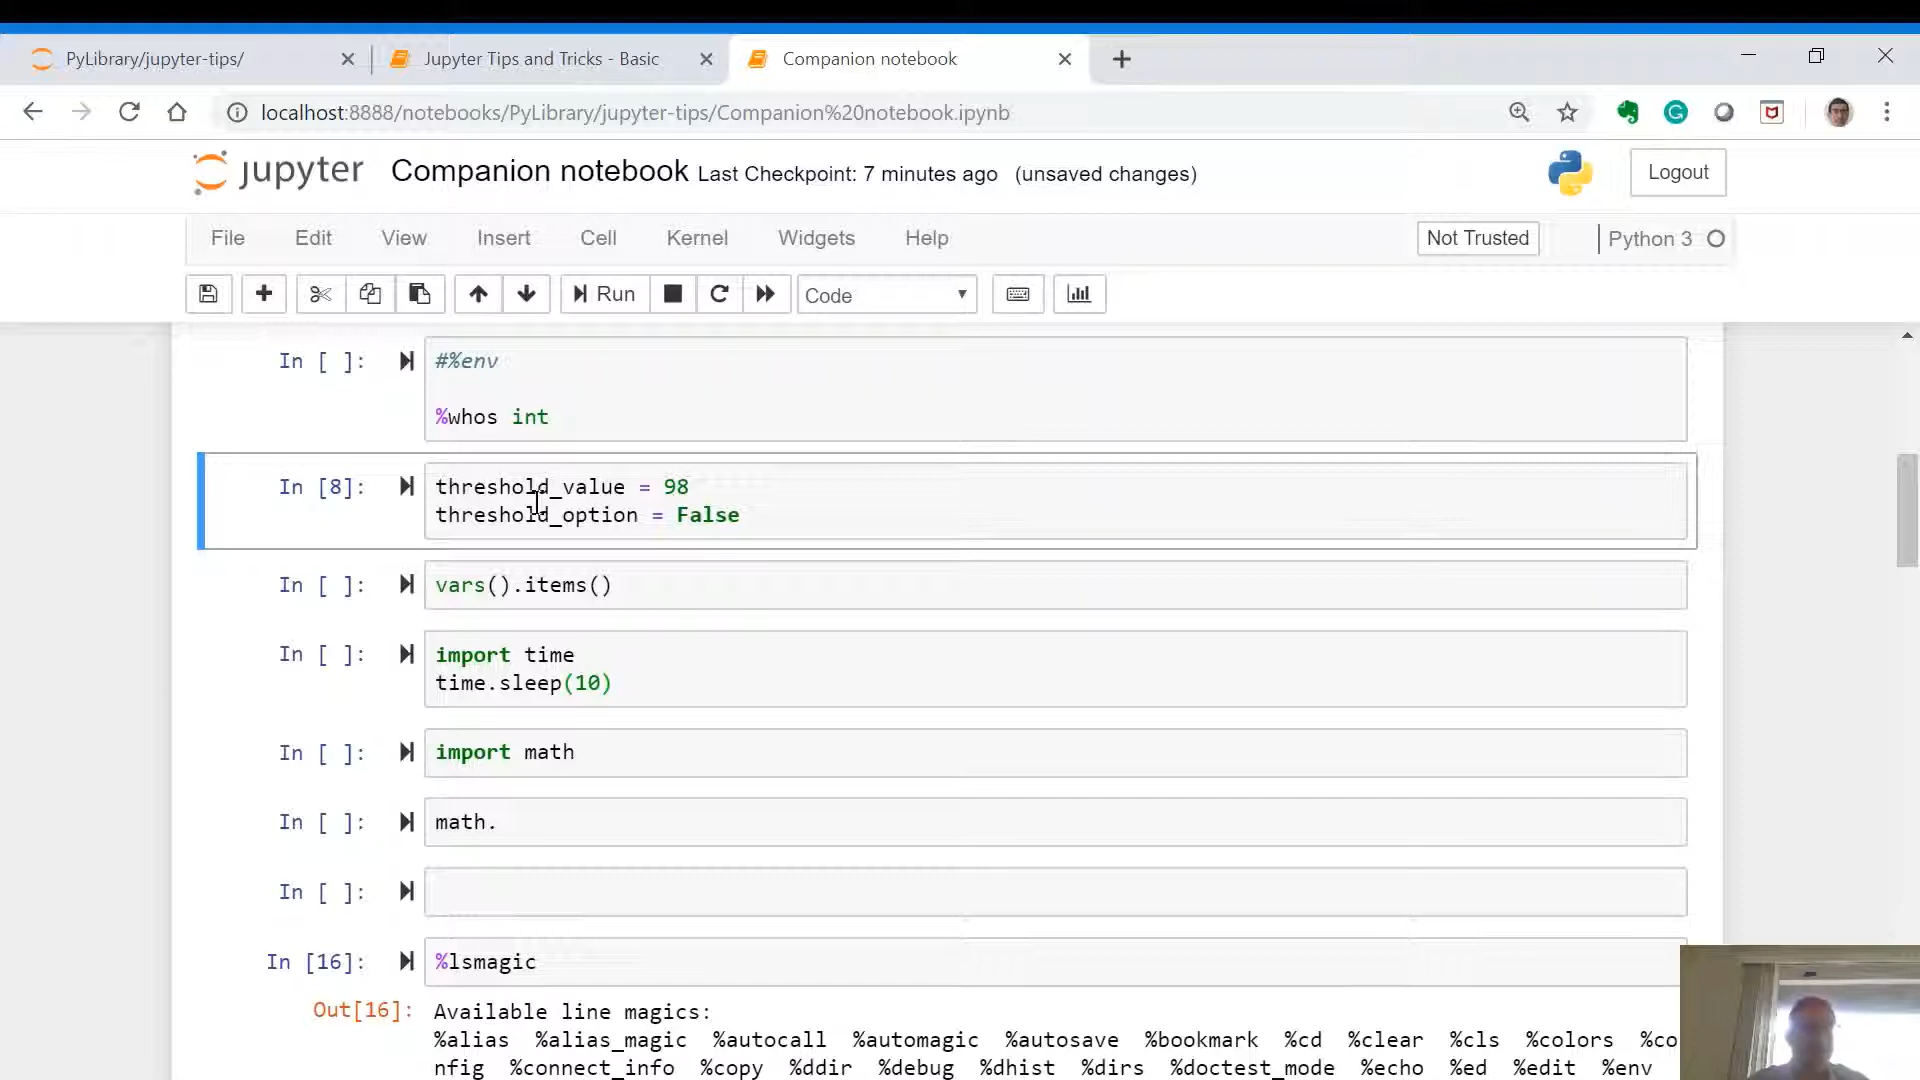 PyLibrary/jupyter-tips/
Jupyter Tips and Tricks - Basic
Companion notebook
localhost:8888/notebooks/PyLibrary/jupyter-tips/Companion%20notebook.ipynb
jupyter Companion notebook Last Checkpoint: 7 minutes ago (unsaved changes)
Logout
File Edit View Insert Cell Kernel Widgets Help
Not Trusted
Python 3
Run
Code
In [ ]: #%env
%whos int
In [8]: threshold_value = 98
threshold_option = False
In [ ]: vars().items()
In [ ]: import time
time.sleep(10)
In [ ]: import math
In [ ]: math.
In [ ]:
In [16]: %lsmagic
Out[16]: Available line magics:
%alias %alias_magic %autocall %automagic %autosave %bookmark %cd %clear %cls %colors %co
nfig %connect_info %copy %ddir %debug %dhist %dirs %doctest_mode %echo %ed %edit %env